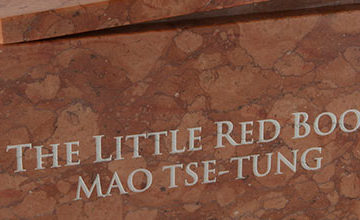 THE LITTLE RED BOO
MAO TSE-TUNG